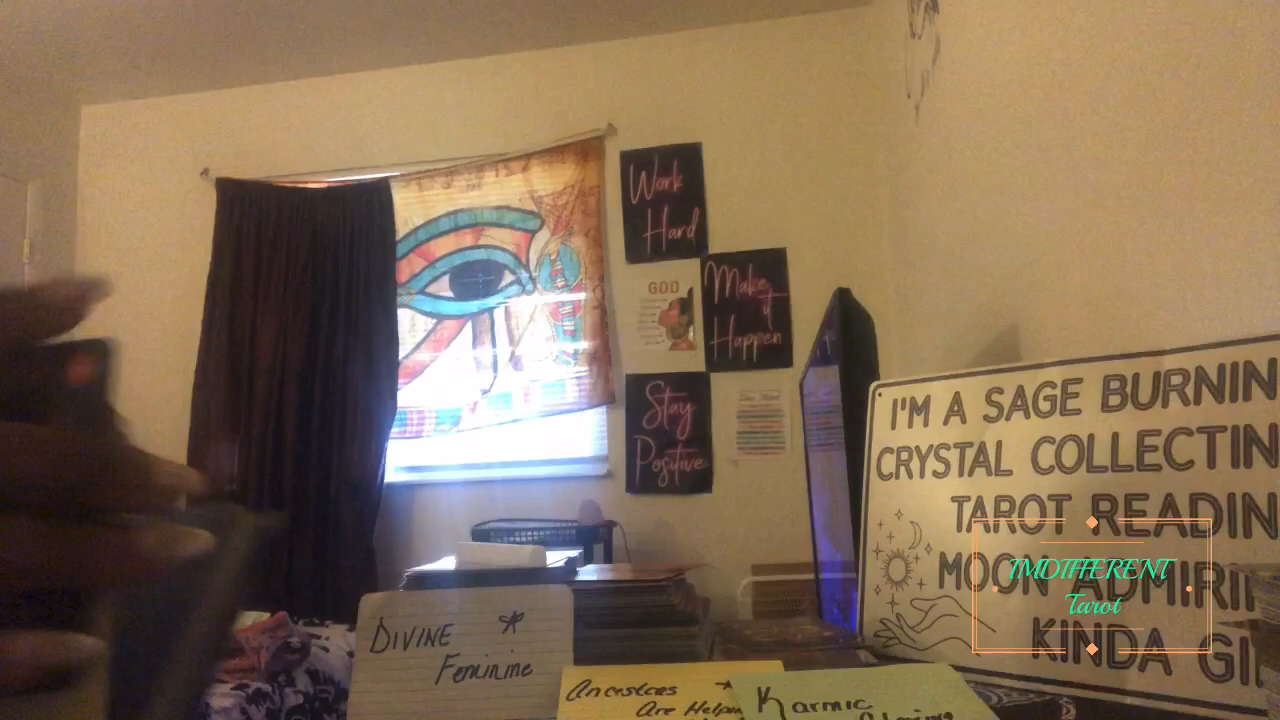 Work
Hard
GOD
Make
it
Happen
Stay
Positive
I'M A SAGE BURNIN
CRYSTAL COLLECTIN
TAROT READIN
MOON ADMIRIN
KINDA GI
IMDIFFERENT
Tarot
DIVINE
Feminine
Ancestors
Are Helpin
Karmic